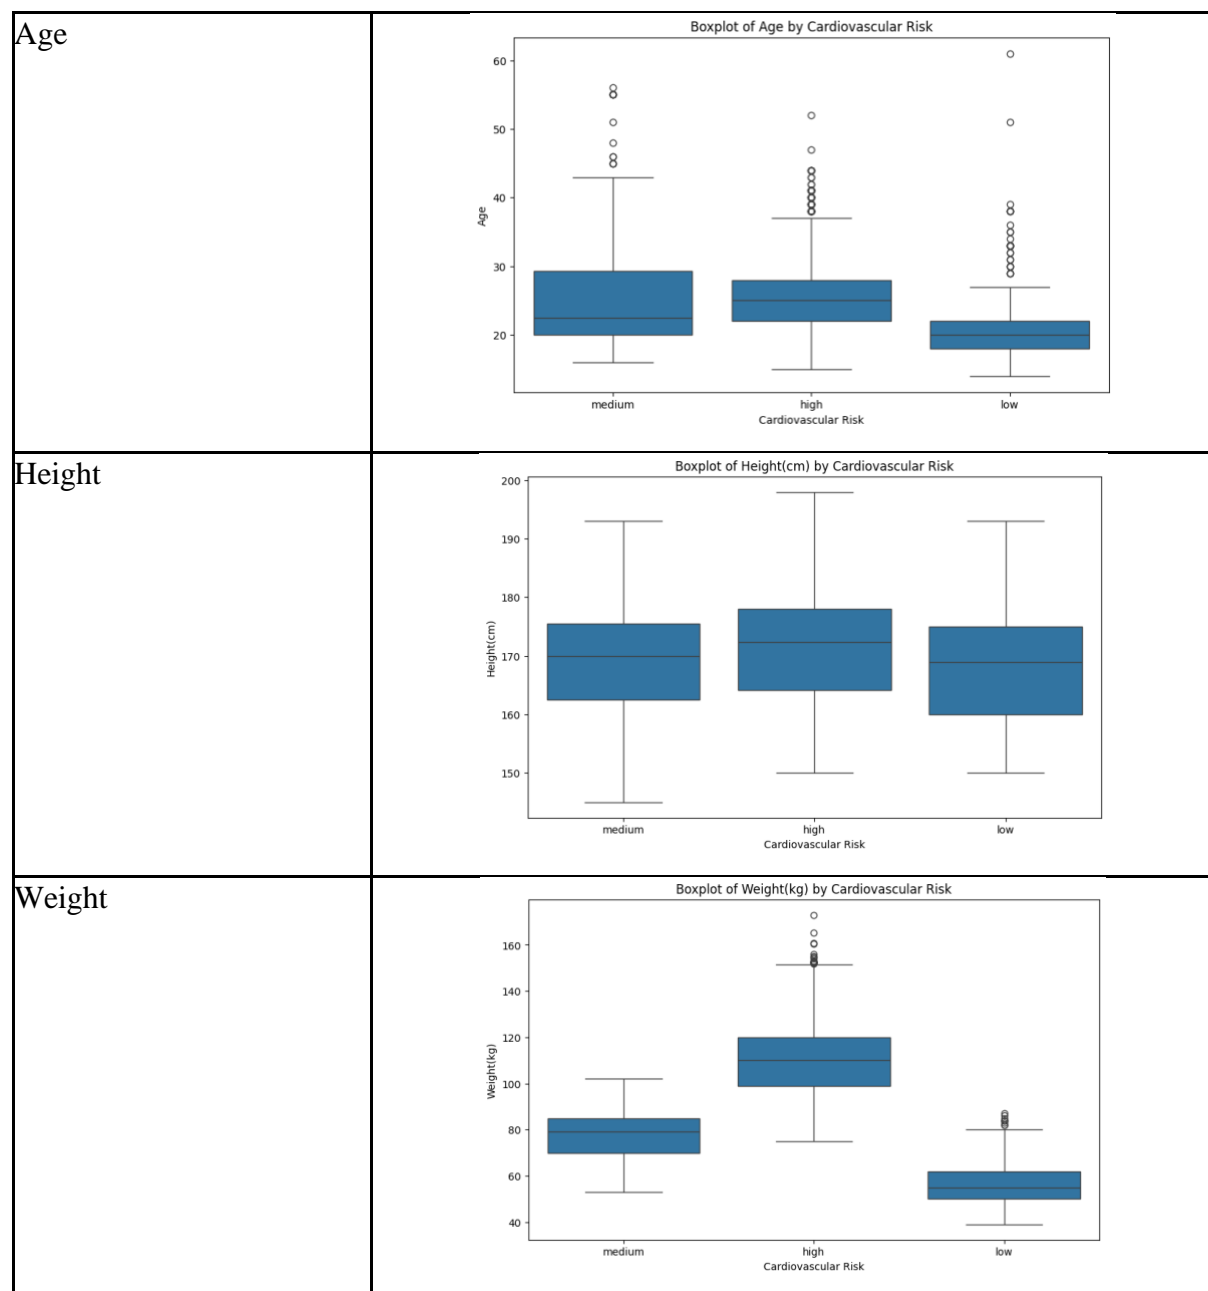 Age
Boxplot of Age by Cardiovascular Risk
60
50
40
30
20
Age
medium high low
Cardiovascular Risk
Height
Boxplot of Height(cm) by Cardiovascular Risk
200
190
180
170
160
150
Height(cm)
medium high low
Cardiovascular Risk
Weight
Boxplot of Weight(kg) by Cardiovascular Risk
160
140
120
100
80
60
40
Weight(kg)
medium high low
Cardiovascular Risk